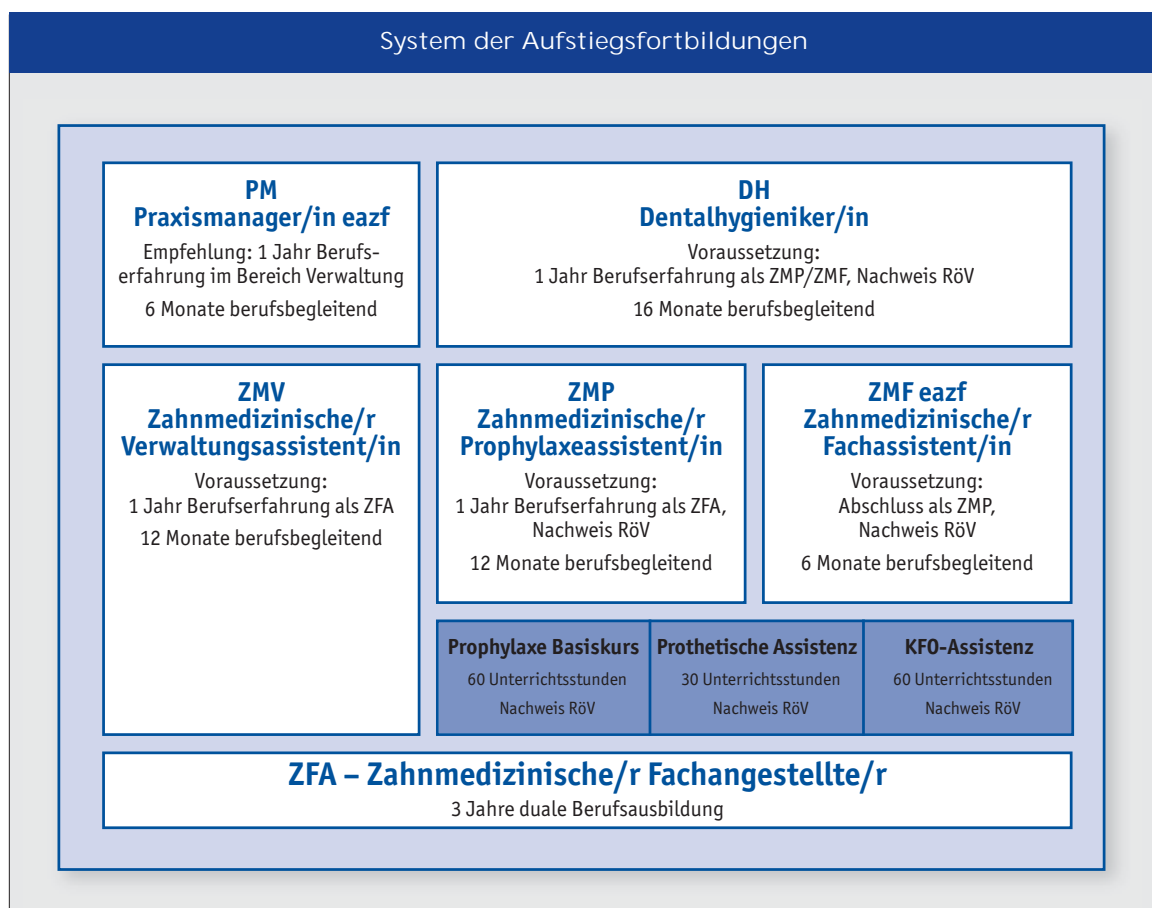 System der Aufstiegsfortbildungen
PM
Praxismanager/in eazf
Empfehlung: 1 Jahr Berufs-
erfahrung im Bereich Verwaltung
6 Monate berufsbegleitend
DH
Dentalhygieniker/in
Voraussetzung:
1 Jahr Berufserfahrung als ZMP/ZMF, Nachweis RöV
16 Monate berufsbegleitend
ZMV
Zahnmedizinische/r
Verwaltungsassistent/in
Voraussetzung:
1 Jahr Berufserfahrung als ZFA
12 Monate berufsbegleitend
ZMP
Zahnmedizinische/r
Prophylaxeassistent/in
Voraussetzung:
1 Jahr Berufserfahrung als ZFA,
Nachweis RöV
12 Monate berufsbegleitend
ZMF eazf
Zahnmedizinische/r
Fachassistent/in
Voraussetzung:
Abschluss als ZMP,
Nachweis RöV
6 Monate berufsbegleitend
Prophylaxe Basiskurs
60 Unterrichtsstunden
Nachweis RöV
Prothetische Assistenz
30 Unterrichtsstunden
Nachweis RöV
KFO-Assistenz
60 Unterrichtsstunden
Nachweis RöV
ZFA – Zahnmedizinische/r Fachangestellte/r
3 Jahre duale Berufsausbildung